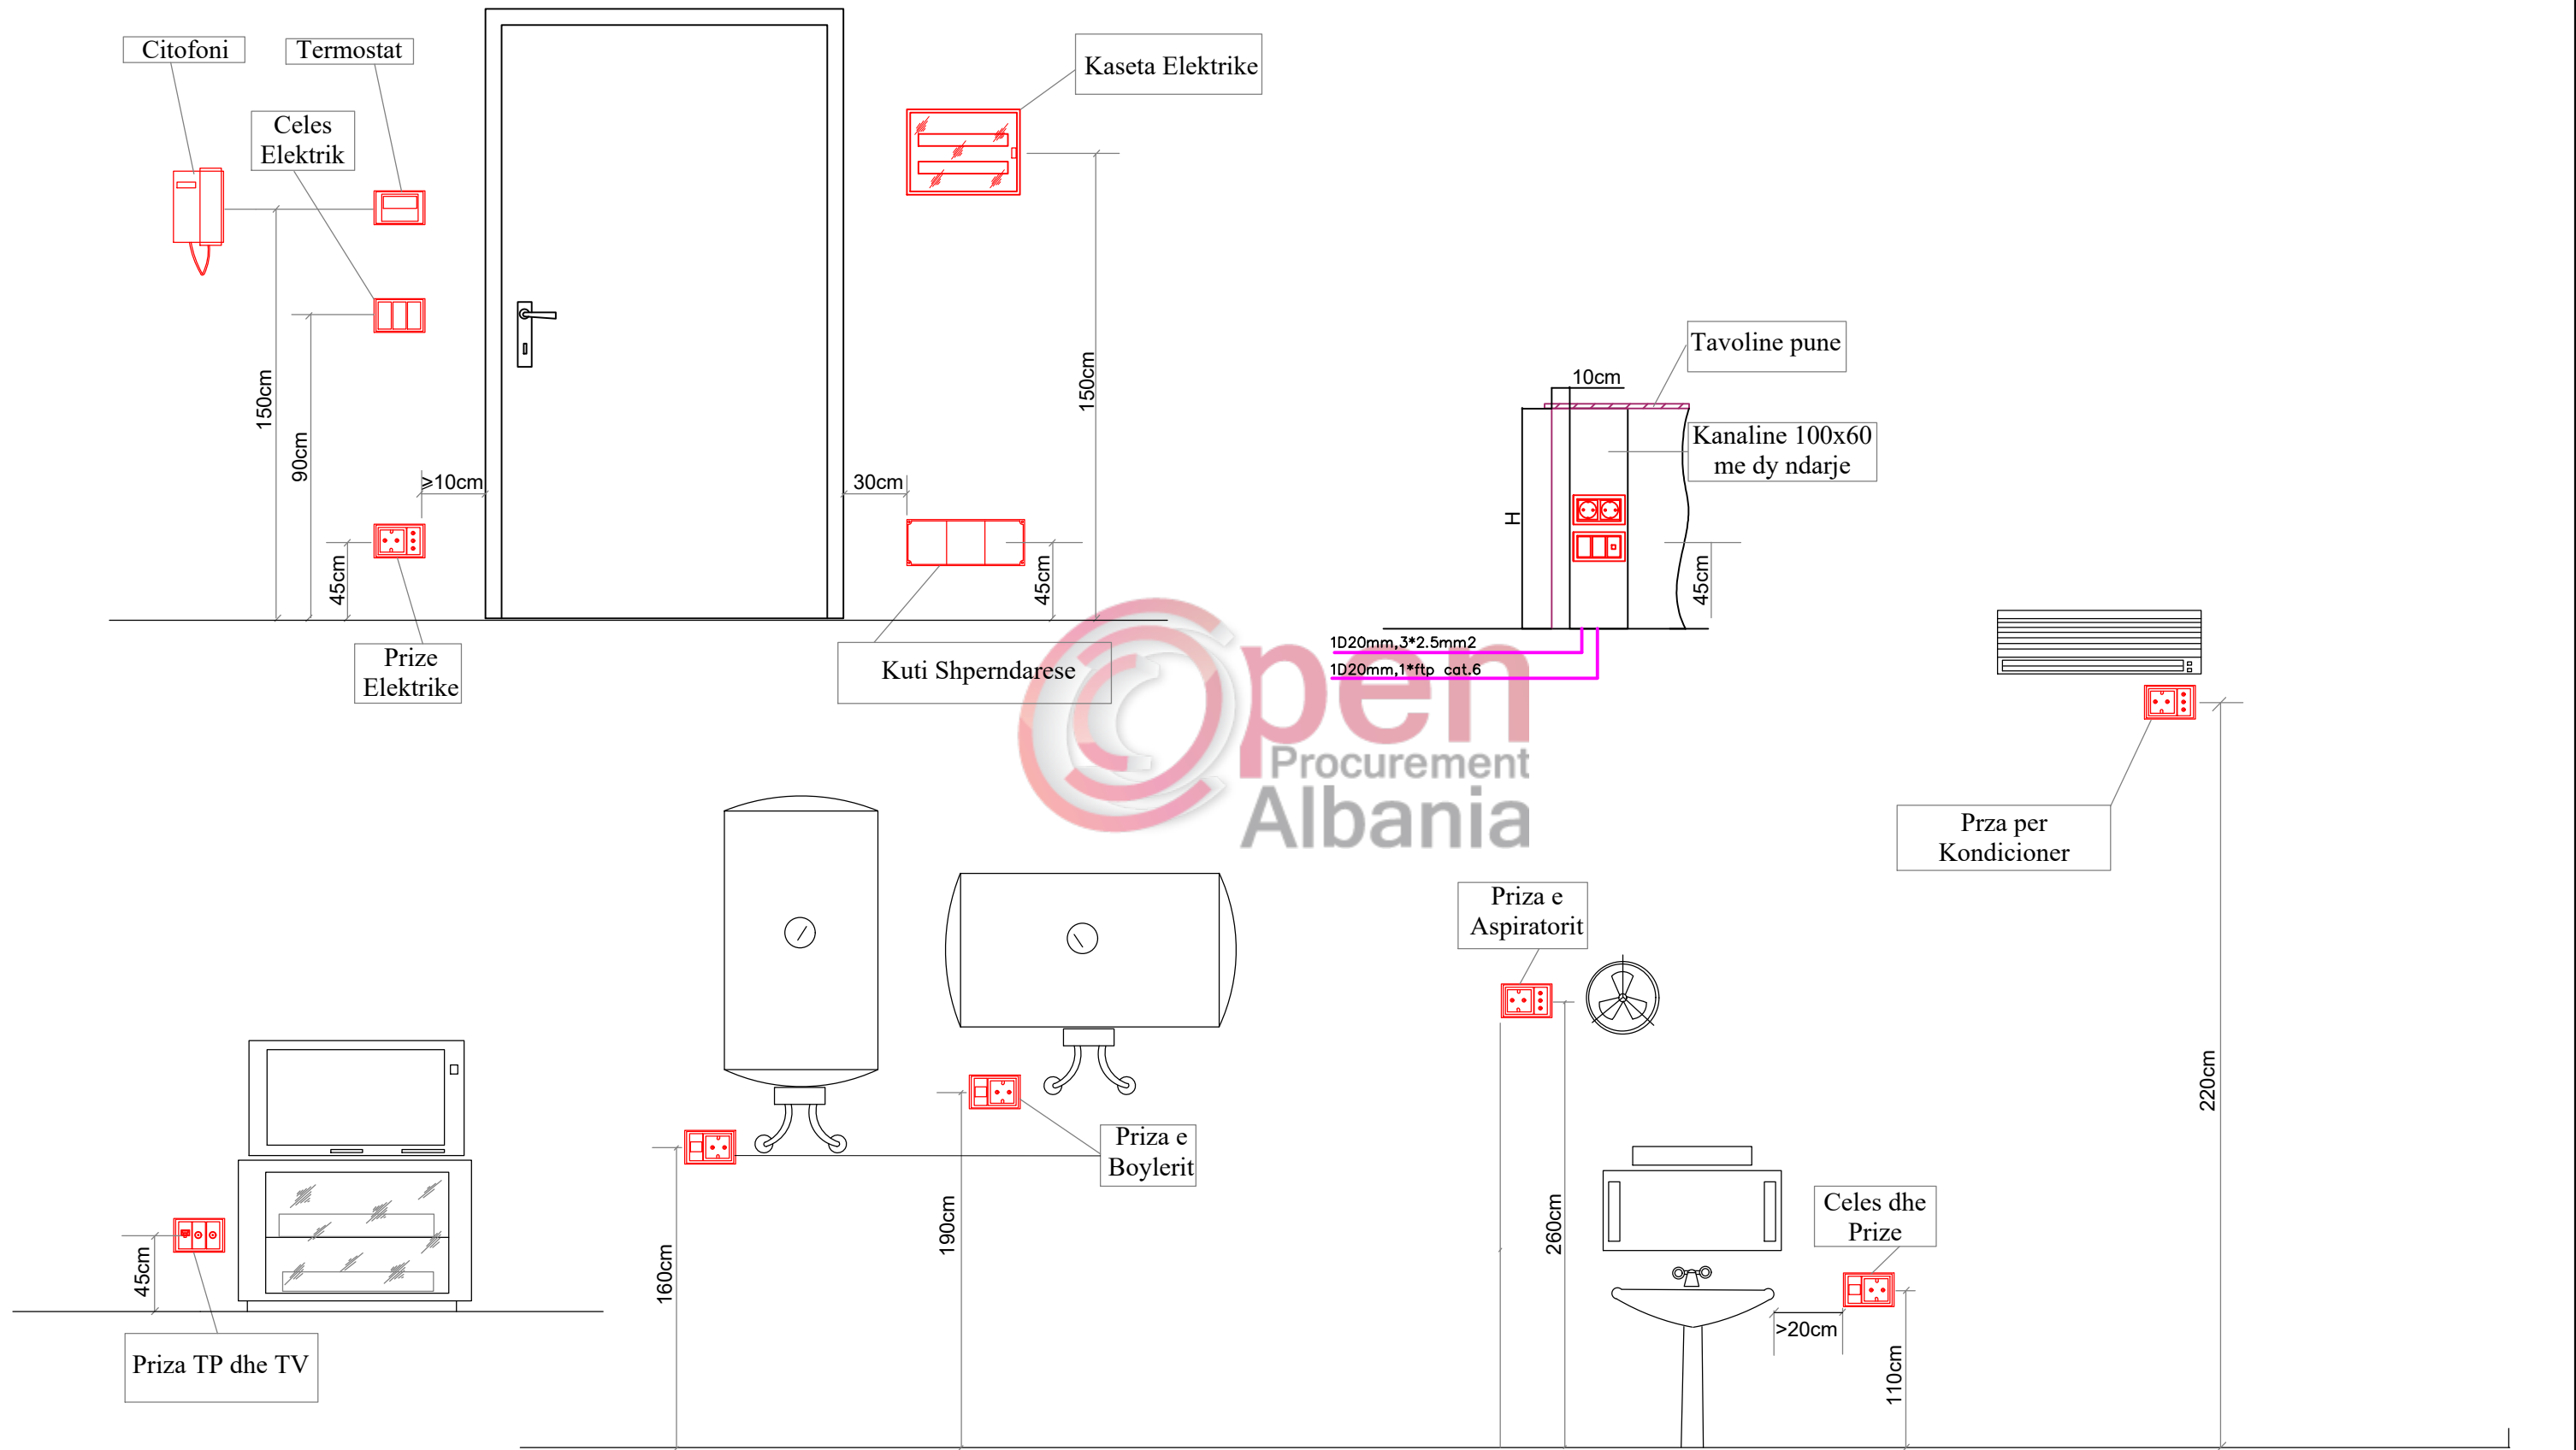 Citofoni
Termostat
Kaseta Elektrike
Celes
Elektrik
150cm
90cm
≥10cm
45cm
30cm
150cm
45cm
Prize
Elektrike
Kuti Shperndarese
Tavoline pune
10cm
Kanaline 100x60
me dy ndarje
H
45cm
1D20mm,3*2.5mm2
1D20mm,1*ftp cat.6
Open
Procurement
Albania
Prza per
Kondicioner
220cm
Priza e
Aspiratorit
260cm
Priza e
Boylerit
160cm
190cm
Celes dhe
Prize
>20cm
110cm
45cm
Priza TP dhe TV